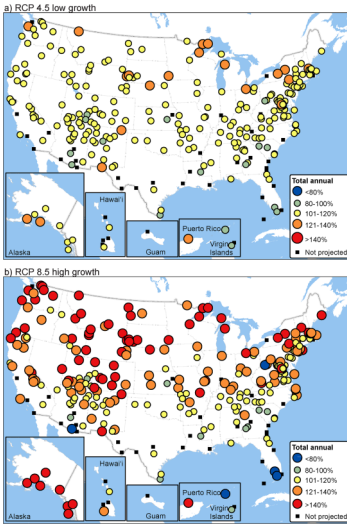 a) RCP 4.5 low growth
Total annual
<80%
80-100%
101-120%
121-140%
>140%
Not projected
Alaska
Hawai'i
Guam
Puerto Rico
Virgin
Islands
b) RCP 8.5 high growth
Total annual
<80%
80-100%
101-120%
121-140%
>140%
Not projected
Alaska
Hawai'i
Guam
Puerto Rico
Virgin
Islands